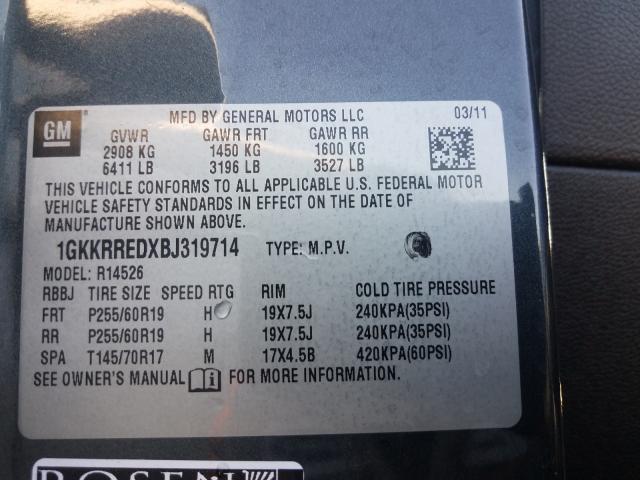 GM
MFD BY GENERAL MOTORS LLC 03/11
GVWR GAWR FRT GAWR RR
2908 KG 1450 KG 1600 KG
6411 LB 3196 LB 3527 LB
THIS VEHICLE CONFORMS TO ALL APPLICABLE U.S. FEDERAL MOTOR
VEHICLE SAFETY STANDARDS IN EFFECT ON THE DATE OF
MANUFACTURE SHOWN ABOVE.
1GKKRREDXBJ319714 TYPE: M.P.V.
MODEL: R14526
RBBJ TIRE SIZE SPEED RTG RIM COLD TIRE PRESSURE
FRT P255/60R19 H 19X7.5J 240KPA(35PSI)
RR P255/60R19 H 19X7.5J 240KPA(35PSI)
SPA T145/70R17 M 17X4.5B 420KPA(60PSI)
SEE OWNER'S MANUAL FOR MORE INFORMATION.